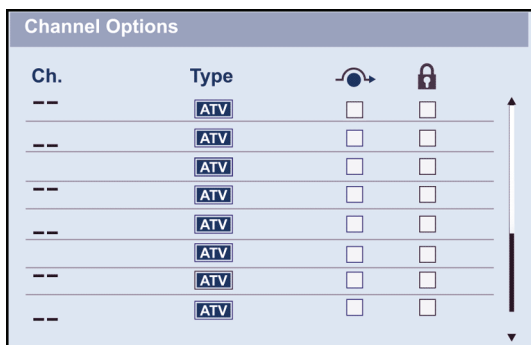 Channel Options
Ch. Type
-- ATV
-- ATV
ATV
-- ATV
-- ATV
ATV
-- ATV
-- ATV